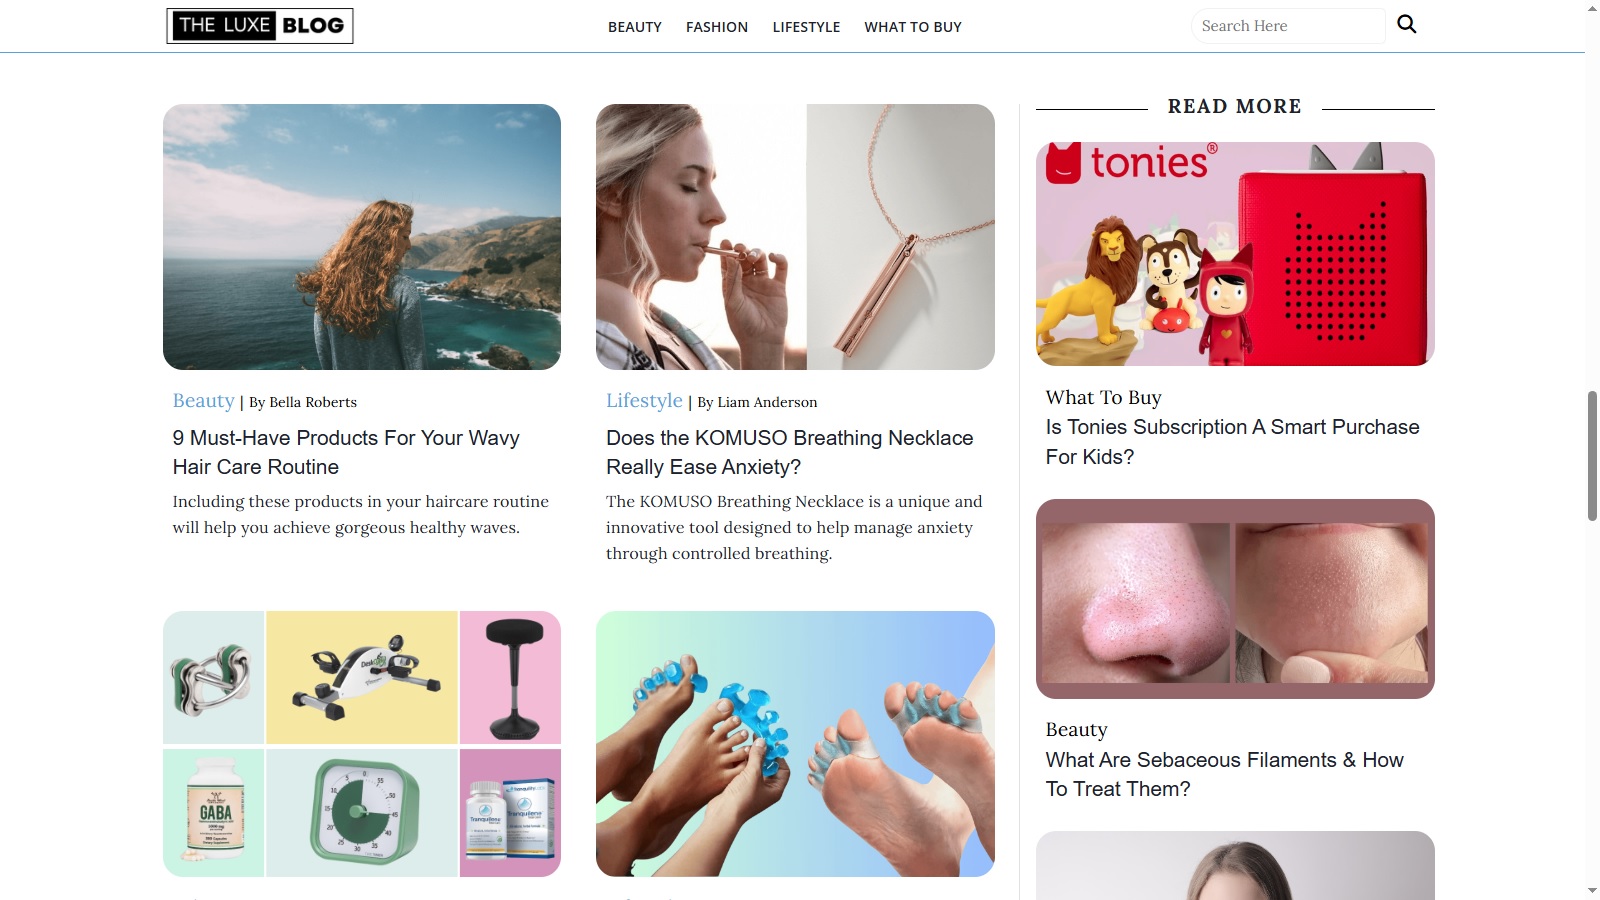 THE LUXE BLOG
BEAUTY FASHION LIFESTYLE WHAT TO BUY
Search Here
Beauty | By Bella Roberts
9 Must-Have Products For Your Wavy
Hair Care Routine
Including these products in your haircare routine
will help you achieve gorgeous healthy waves.
Lifestyle | By Liam Anderson
Does the KOMUSO Breathing Necklace
Really Ease Anxiety?
The KOMUSO Breathing Necklace is a unique and
innovative tool designed to help manage anxiety
through controlled breathing.
GABA
Tranquilene
Tranquilene
READ MORE
tonies®
What To Buy
Is Tonies Subscription A Smart Purchase
For Kids?
Beauty
What Are Sebaceous Filaments & How
To Treat Them?